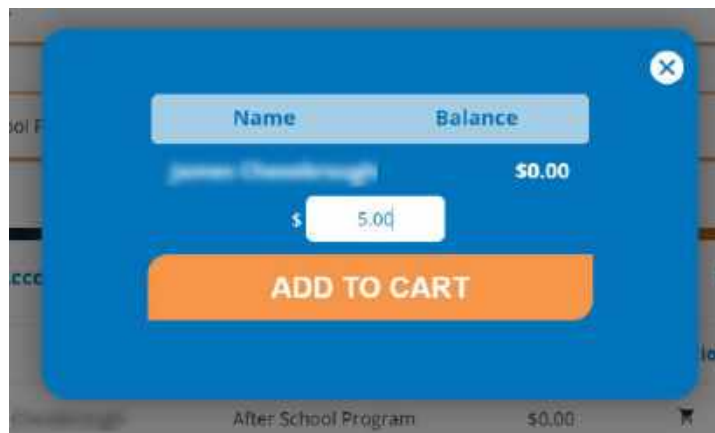 Name Balance
$0.00
$ 5.00
ADD TO CART
After School Program $0.00